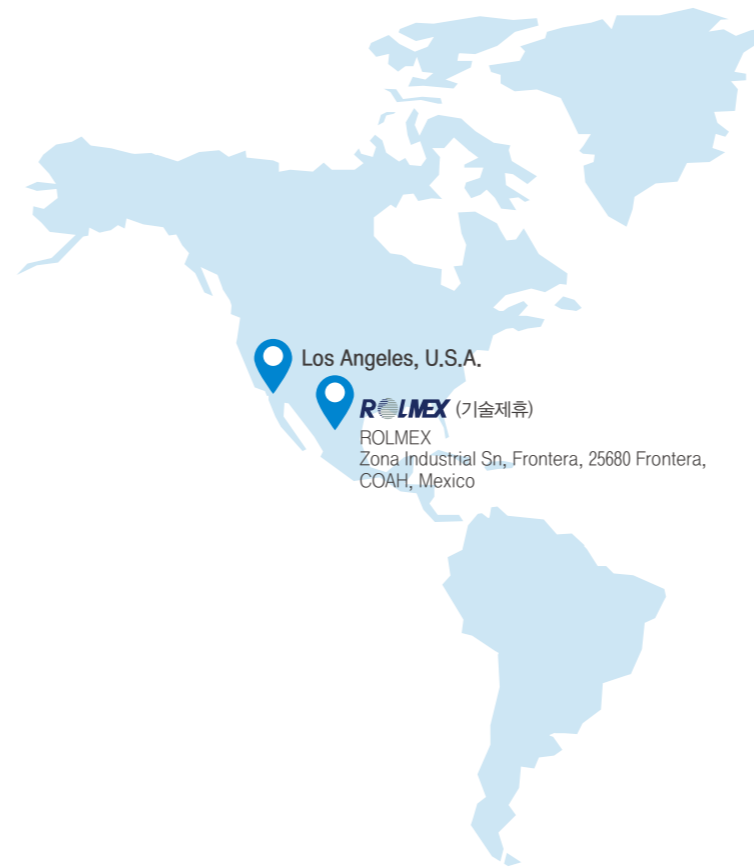 Los Angeles, U.S.A.
ROLMEX (기술제휴)
ROLMEX
Zona Industrial Sn, Frontera, 25680 Frontera,
COAH, Mexico